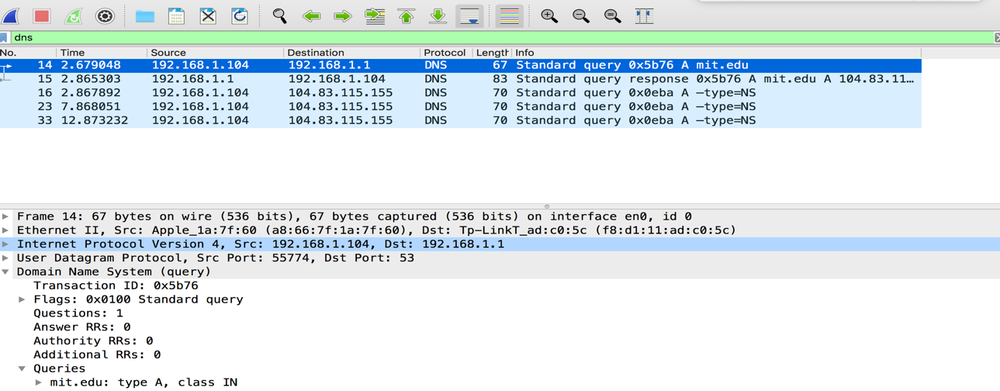 dns
No. Time Source Destination Protocol Length Info
14 2.679048 192.168.1.104 192.168.1.1 DNS 67 Standard query 0x5b76 A mit.edu
15 2.865303 192.168.1.1 192.168.1.104 DNS 83 Standard query response 0x5b76 A mit.edu A 104.83.11…
16 2.867892 192.168.1.104 104.83.115.155 DNS 70 Standard query 0x0eba A –type=NS
23 7.868051 192.168.1.104 104.83.115.155 DNS 70 Standard query 0x0eba A –type=NS
33 12.873232 192.168.1.104 104.83.115.155 DNS 70 Standard query 0x0eba A –type=NS
Frame 14: 67 bytes on wire (536 bits), 67 bytes captured (536 bits) on interface en0, id 0
Ethernet II, Src: Apple_1a:7f:60 (a8:66:7f:1a:7f:60), Dst: Tp-LinkT_ad:c0:5c (f8:d1:11:ad:c0:5c)
Internet Protocol Version 4, Src: 192.168.1.104, Dst: 192.168.1.1
User Datagram Protocol, Src Port: 55774, Dst Port: 53
Domain Name System (query)
Transaction ID: 0x5b76
Flags: 0x0100 Standard query
Questions: 1
Answer RRs: 0
Authority RRs: 0
Additional RRs: 0
Queries
mit.edu: type A, class IN